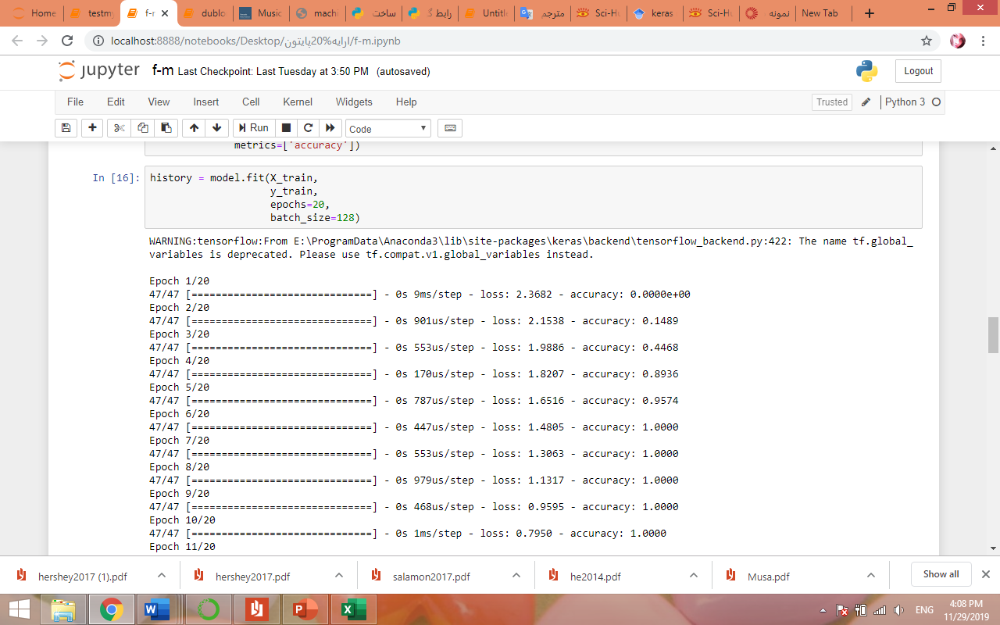 Home
testmy
f-r
dublo
Music
machi
ساخت
رابط گ
Untitle
مترجم
Sci-Hu
keras
Sci-Hu
نمونه
New Tab
localhost:8888/notebooks/Desktop/ارایه%20پایتون/f-m.ipynb
jupyter f-m Last Checkpoint: Last Tuesday at 3:50 PM (autosaved)
Logout
File Edit View Insert Cell Kernel Widgets Help
Trusted
Python 3
Run
Code
metrics=['accuracy'])
In [16]: history = model.fit(X_train,
y_train,
epochs=20,
batch_size=128)
WARNING:tensorflow:From E:\ProgramData\Anaconda3\lib\site-packages\keras\backend\tensorflow_backend.py:422: The name tf.global_
variables is deprecated. Please use tf.compat.v1.global_variables instead.
Epoch 1/20
47/47 [==============================] - 0s 9ms/step - loss: 2.3682 - accuracy: 0.0000e+00
Epoch 2/20
47/47 [==============================] - 0s 901us/step - loss: 2.1538 - accuracy: 0.1489
Epoch 3/20
47/47 [==============================] - 0s 553us/step - loss: 1.9886 - accuracy: 0.4468
Epoch 4/20
47/47 [==============================] - 0s 170us/step - loss: 1.8207 - accuracy: 0.8936
Epoch 5/20
47/47 [==============================] - 0s 787us/step - loss: 1.6516 - accuracy: 0.9574
Epoch 6/20
47/47 [==============================] - 0s 447us/step - loss: 1.4805 - accuracy: 1.0000
Epoch 7/20
47/47 [==============================] - 0s 553us/step - loss: 1.3063 - accuracy: 1.0000
Epoch 8/20
47/47 [==============================] - 0s 979us/step - loss: 1.1317 - accuracy: 1.0000
Epoch 9/20
47/47 [==============================] - 0s 468us/step - loss: 0.9595 - accuracy: 1.0000
Epoch 10/20
47/47 [==============================] - 0s 1ms/step - loss: 0.7950 - accuracy: 1.0000
Epoch 11/20
hershey2017 (1).pdf
hershey2017.pdf
salamon2017.pdf
he2014.pdf
Musa.pdf
Show all
ENG
4:08 PM
11/29/2019